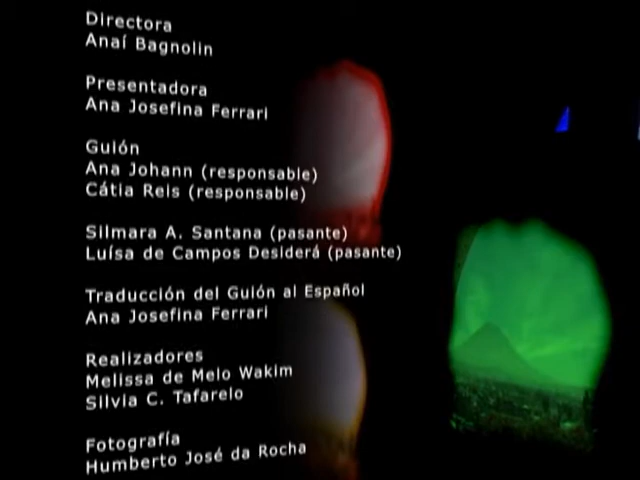 Directora
Anaí Bagnolin
Presentadora
Ana Josefina Ferrari
Guión
Ana Johann (responsable)
Cátia Reis (responsable)
Silmara A. Santana (pasante)
Luísa de Campos Desiderá (pasante)
Traducción del Guión al Español
Ana Josefina Ferrari
Realizadores
Melissa de Melo Wakim
Silvia C. Tafarelo
Fotografía
Humberto José da Rocha